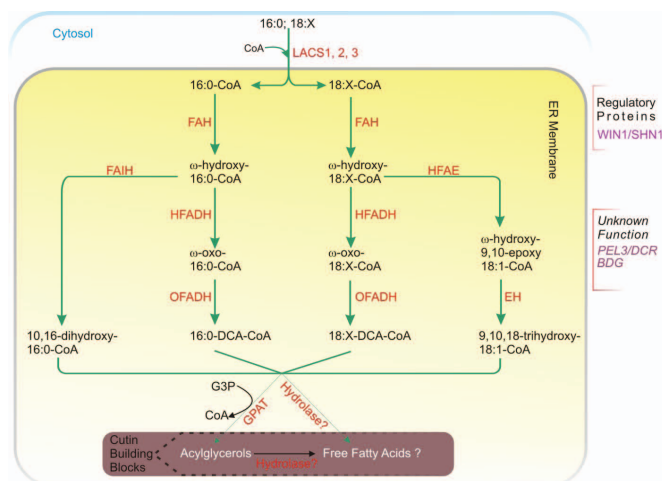 16:0; 18:X
Cytosol
CoA
LACS1, 2, 3
16:0-CoA
18:X-CoA
FAH
FAH
ER Membrane
Regulatory
Proteins
WIN1/SHN1
FAIH
ω-hydroxy-
16:0-CoA
ω-hydroxy-
18:X-CoA
HFAE
HFADH
HFADH
ω-oxo-
16:0-CoA
ω-oxo-
18:X-CoA
ω-hydroxy-
9,10-epoxy
18:1-CoA
Unknown
Function
PEL3/DCR
BDG
OFADH
OFADH
EH
10,16-dihydroxy-
16:0-CoA
16:0-DCA-CoA
18:X-DCA-CoA
9,10,18-trihydroxy-
18:1-CoA
G3P
CoA
GPAT
Hydrolase?
Cutin
Building
Blocks
Acylglycerols
Hydrolase?
Free Fatty Acids ?